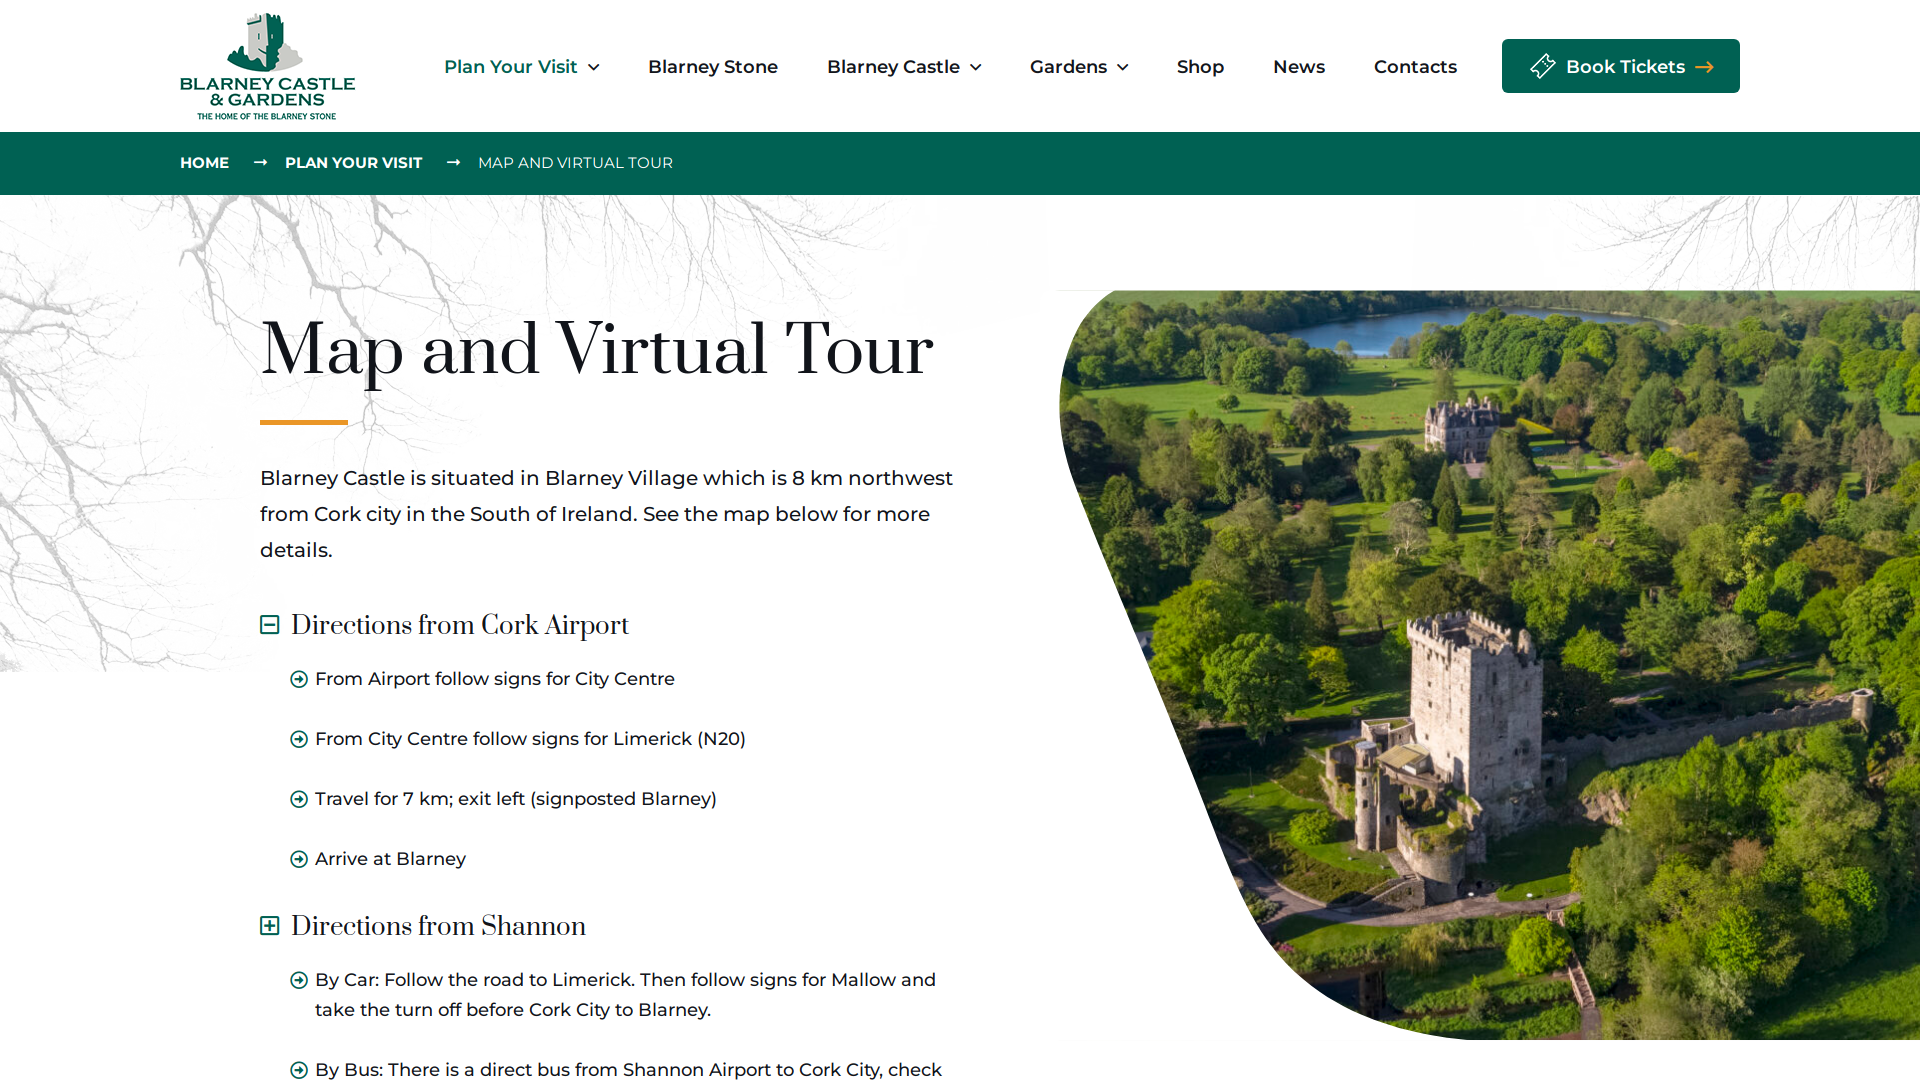 BLARNEY CASTLE
& GARDENS
THE HOME OF THE BLARNEY STONE
Plan Your Visit
Blarney Stone
Blarney Castle
Gardens
Shop
News
Contacts
Book Tickets
HOME
PLAN YOUR VISIT
MAP AND VIRTUAL TOUR
Map and Virtual Tour
Blarney Castle is situated in Blarney Village which is 8 km northwest
from Cork city in the South of Ireland. See the map below for more
details.
Directions from Cork Airport
From Airport follow signs for City Centre
From City Centre follow signs for Limerick (N20)
Travel for 7 km; exit left (signposted Blarney)
Arrive at Blarney
Directions from Shannon
By Car: Follow the road to Limerick. Then follow signs for Mallow and
take the turn off before Cork City to Blarney.
By Bus: There is a direct bus from Shannon Airport to Cork City, check